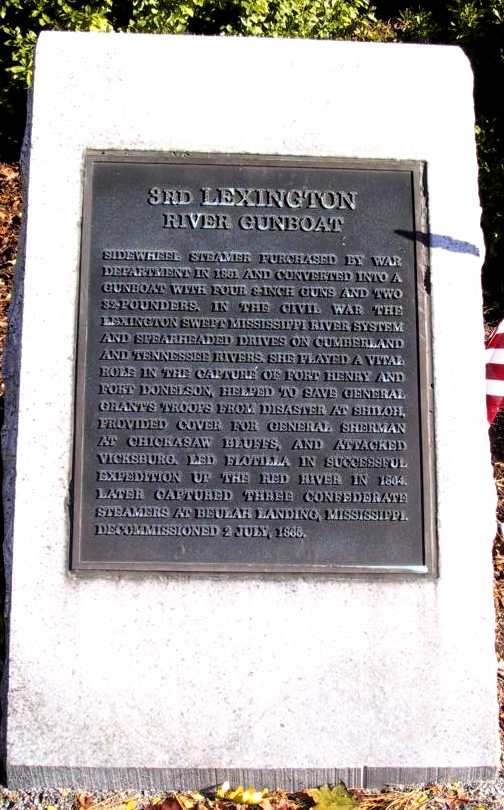 3RD LEXINGTON
RIVER GUNBOAT
SIDEWHEEL STEAMER PURCHASED BY WAR
DEPARTMENT IN 1861 AND CONVERTED INTO A
GUNBOAT WITH FOUR 8-INCH GUNS AND TWO
32-POUNDERS. IN THE CIVIL WAR THE
LEXINGTON SWEPT MISSISSIPPI RIVER SYSTEM
AND SPEARHEADED DRIVES ON CUMBERLAND
AND TENNESSEE RIVERS. SHE PLAYED A VITAL
ROLE IN THE CAPTURE OF FORT HENRY AND
FORT DONELSON, HELPED TO SAVE GENERAL
GRANT'S TROOPS FROM DISASTER AT SHILOH,
PROVIDED COVER FOR GENERAL SHERMAN
AT CHICKASAW BLUFFS, AND ATTACKED
VICKSBURG. LED FLOTILLA IN SUCCESSFUL
EXPEDITION UP THE RED RIVER IN 1864.
LATER CAPTURED THREE CONFEDERATE
STEAMERS AT BEULAH LANDING, MISSISSIPPI.
DECOMMISSIONED 2 JULY, 1865.